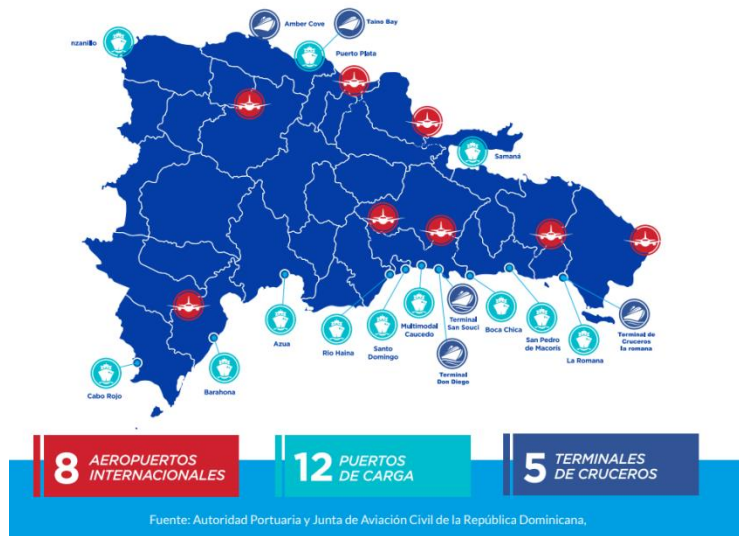 Amber Cove
Taino Bay
nzanillo
Puerto Plata
Samaná
Azua
Rio Haina
Santo
Domingo
Multimodal
Caucedo
Terminal
San Souci
Terminal
Don Diego
Boca Chica
San Pedro
de Macorís
La Romana
Terminal de
Cruceros
la romana
Cabo Rojo
Barahona
8 AEROPUERTOS
INTERNACIONALES
12 PUERTOS
DE CARGA
5 TERMINALES
DE CRUCEROS
Fuente: Autoridad Portuaria y Junta de Aviación Civil de la República Dominicana,